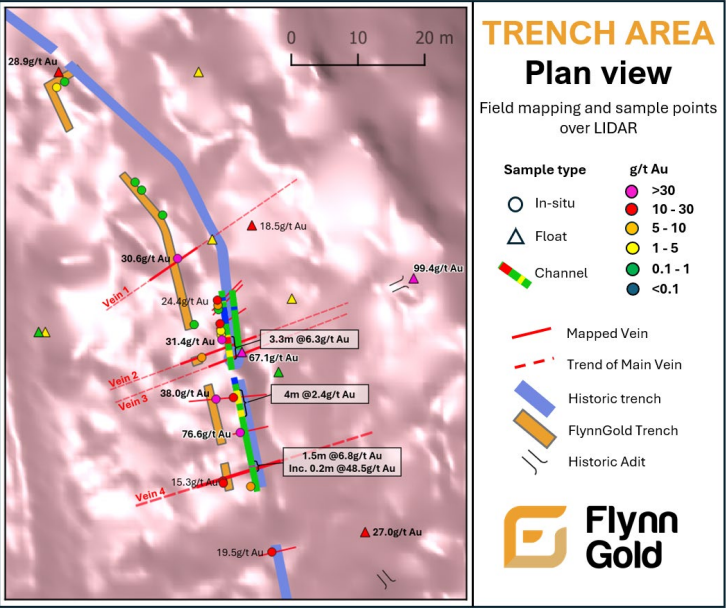 0 10 20 m
28.9g/t Au
18.5g/t Au
30.6g/t Au
99.4g/t Au
Vein 1
24.4g/t Au
31.4g/t Au
3.3m @6.3g/t Au
67.1g/t Au
Vein 2
Vein 3
38.0g/t Au
4m @2.4g/t Au
76.6g/t Au
1.5m @6.8g/t Au
Inc. 0.2m @48.5g/t Au
15.3g/t Au
Vein 4
27.0g/t Au
19.5g/t Au
TRENCH AREA
Plan view
Field mapping and sample points
over LIDAR
Sample type
In-situ
Float
Channel
g/t Au
>30
10 - 30
5 - 10
1 - 5
0.1 - 1
<0.1
Mapped Vein
Trend of Main Vein
Historic trench
FlynnGold Trench
Historic Adit
Flynn
Gold